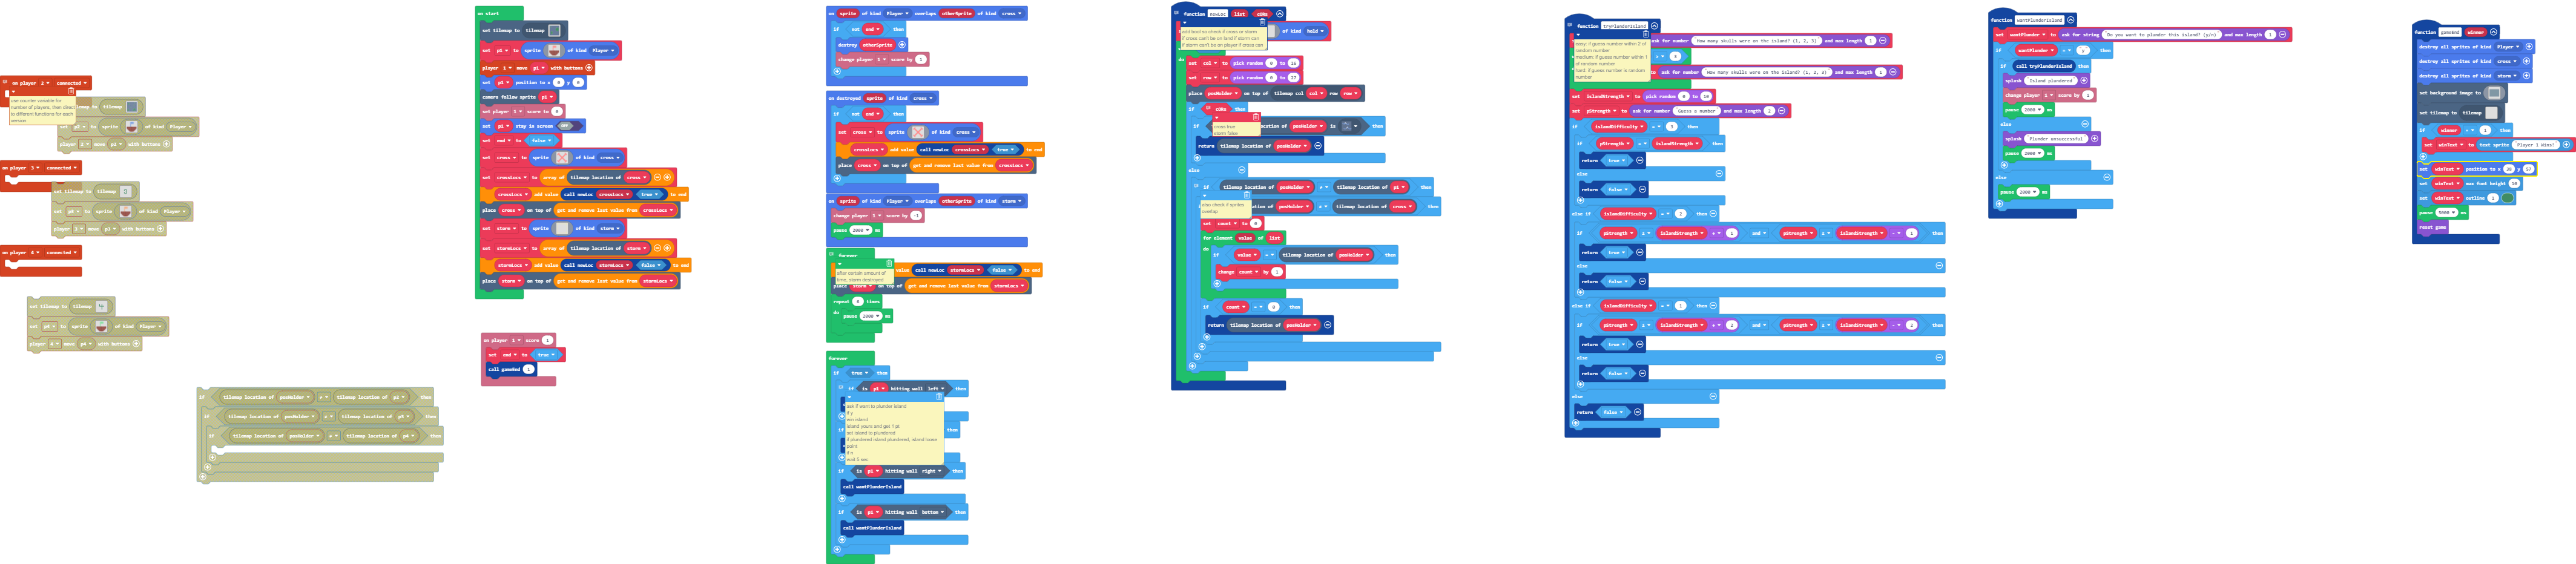 on player 2 connected
use counter variable for
number of players. then direct
to different functions for each
version
tilemap to tilemap
set p2 to sprite of kind Player
player 2 move p2 with buttons
on player 3 connected
set tilemap to tilemap
set p3 to sprite of kind Player
player 3 move p3 with buttons
on player 4 connected
set tilemap to tilemap
set p4 to sprite of kind Player
player 4 move p4 with buttons
if tilemap location of posHolder ≠ tilemap location of p2 then
if tilemap location of posHolder ≠ tilemap location of p3 then
if tilemap location of posHolder ≠ tilemap location of p4 then
on start
set tilemap to tilemap
set p1 to sprite of kind Player
player 1 move p1 with buttons
set p1 position to x 0 y 0
camera follow sprite p1
set player 1 score to 0
set p1 stay in screen OFF
set end to false
set cross to sprite of kind cross
set crossLocs to array of tilemap location of cross
crossLocs add value call newLoc crossLocs true to end
place cross on top of get and remove last value from crossLocs
set storm to sprite of kind storm
set stormLocs to array of tilemap location of storm
stormLocs add value call newLoc stormLocs false to end
place storm on top of get and remove last value from stormLocs
on player 1 score 1
set end to true
call gameEnd 1
on sprite of kind Player overlaps otherSprite of kind cross
if not end then
destroy otherSprite
change player 1 score by 1
on destroyed sprite of kind cross
if not end then
set cross to sprite of kind cross
crossLocs add value call newLoc crossLocs true to end
place cross on top of get and remove last value from crossLocs
on sprite of kind Player overlaps otherSprite of kind storm
change player 1 score by -1
pause 2000 ms
forever
after certain amount of
time, storm destroyed
value call newLoc stormLocs false to end
place storm on top of get and remove last value from stormLocs
repeat times
do pause 2000 ms
forever
if true then
if is p1 hitting wall left then
ask if want to plunder island
if y
win island
island yours and get 1 pt
set island to plundered
if plundered island plundered, island loose
point
if n
wait 5 sec
then
if is p1 hitting wall right then
call wantPlunderIsland
if is p1 hitting wall bottom then
call wantPlunderIsland
function newLoc list cORs
add bool so check if cross or storm
if cross can't be on land if storm can
if storm can't be on player if cross can
of kind hold
do
set col to pick random 0 to 16
set row to pick random 0 to 27
place posHolder on top of tilemap col col row row
if cORs then
cross true
storm false
if location of posHolder is then
return tilemap location of posHolder
else
if tilemap location of posHolder ≠ tilemap location of p1 then
of posHolder ≠ tilemap location of cross then
also check if sprites
overlap
set count to 0
for element value of list
do if value = tilemap location of posHolder then
change count by 1
if count = 0 then
return tilemap location of posHolder
function tryPlunderIsland
easy: if guess number within 2 of
random number
medium: if guess number within 1
of random number
hard: if guess number is random
number
ask for number How many skulls were on the island? (1, 2, 3) and max length 1
> 3
ask for number How many skulls were on the island? (1, 2, 3) and max length 1
set islandStrength to pick random 0 to 10
set pStrength to ask for number Guess a number and max length 2
if islandDifficulty = 3 then
if pStrength = islandStrength then
return true
else
return false
else if islandDifficulty = 2 then
if pStrength ≤ islandStrength + 1 and pStrength ≥ islandStrength - 1 then
return true
else
return false
else if islandDifficulty = 1 then
if pStrength ≤ islandStrength + 2 and pStrength ≥ islandStrength - 2 then
return true
else
return false
else
return false
function wantPlunderIsland
set wantPlunder to ask for string Do you want to plunder this island? (y/n) and max length 1
if wantPlunder = y then
if call tryPlunderIsland then
splash Island plundered
change player 1 score by 1
pause 2000 ms
else
splash Plunder unsuccessful
pause 2000 ms
else
pause 2000 ms
function gameEnd winner
destroy all sprites of kind Player
destroy all sprites of kind cross
destroy all sprites of kind storm
set background image to
set tilemap to tilemap
if winner = 1 then
set winText to text sprite Player 1 Wins!
set winText position to x 38 y 57
set winText max font height 10
set winText outline 1
pause 5000 ms
reset game